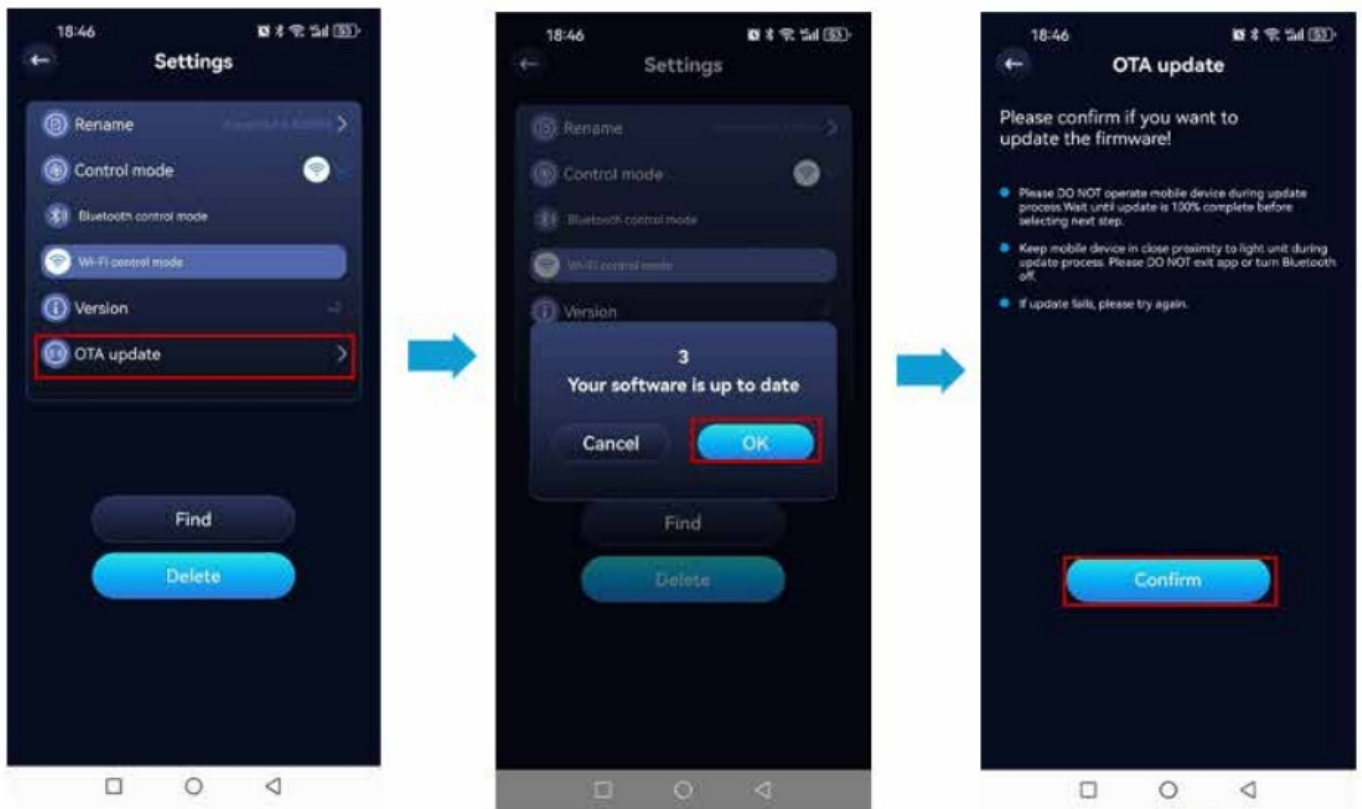 18:46
53
Settings
Rename
Control mode
Bluetooth control mode
Wi-Fi control mode
Version
OTA update
Find
Delete
18:46
53
Settings
Rename
Control mode
Bluetooth control mode
Wi-Fi control mode
Version
3
Your software is up to date
Cancel
OK
Find
Delete
18:46
53
OTA update
Please confirm if you want to
update the firmware!
Please DO NOT operate mobile device during update
process.Wait until update is 100% complete before
selecting next step.
Keep mobile device in close proximity to light unit during
update process. Please DO NOT exit app or turn Bluetooth
off.
If update fails, please try again.
Confirm